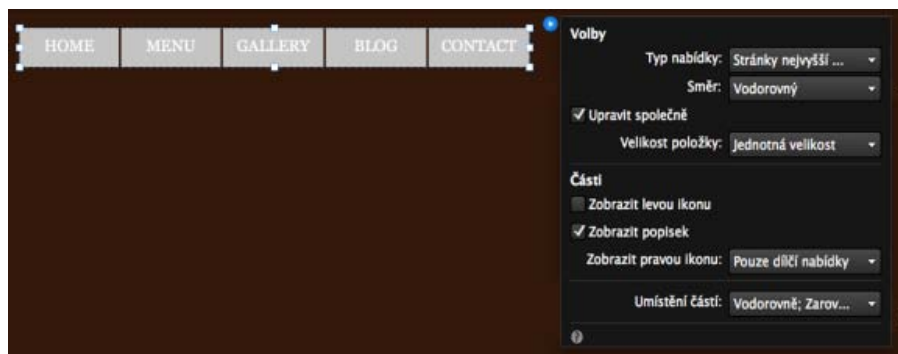 HOME MENU GALLERY BLOG CONTACT
Volby
Typ nabídky: Stránky nejvyšší ...
Směr: Vodorovný
Upravit společně
Velikost položky: Jednotná velikost
Části
Zobrazit levou ikonu
Zobrazit popisek
Zobrazit pravou ikonu: Pouze dílčí nabídky
Umístění částí: Vodorovně; Zarov...